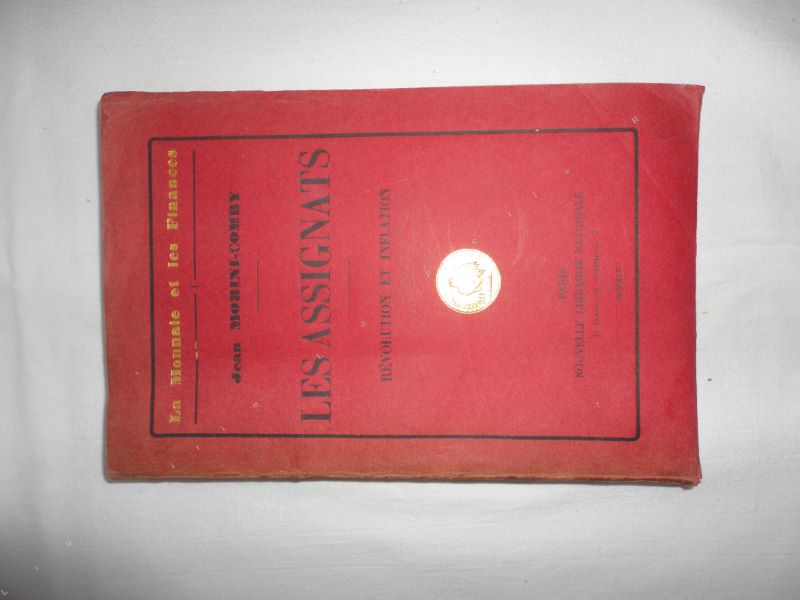 La Monnaie et les Finances
Jean MORINI-COMBY
LES ASSIGNATS
RÉVOLUTION ET INFLATION
PARIS
NOUVELLE LIBRAIRIE NATIONALE